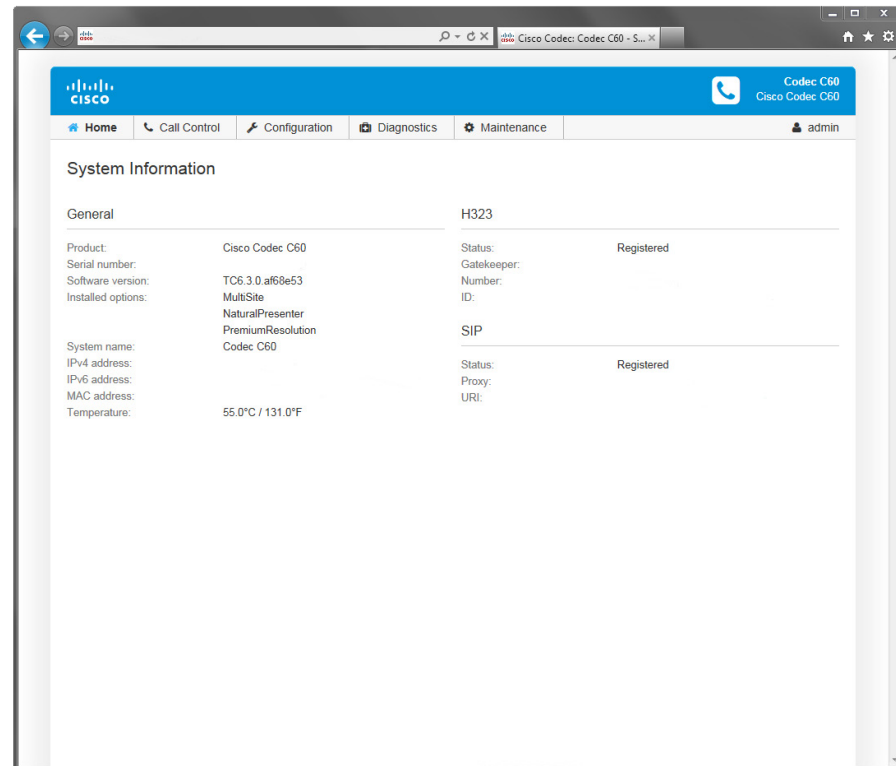 Cisco Codec: Codec C60 - S...
CISCO
Codec C60
Cisco Codec C60
Home Call Control Configuration Diagnostics Maintenance admin
System Information
General
Product: Cisco Codec C60
Serial number:
Software version: TC6.3.0.af68e53
Installed options: MultiSite
NaturalPresenter
PremiumResolution
System name: Codec C60
IPv4 address:
IPv6 address:
MAC address:
Temperature: 55.0°C / 131.0°F
H323
Status: Registered
Gatekeeper:
Number:
ID:
SIP
Status: Registered
Proxy:
URI: